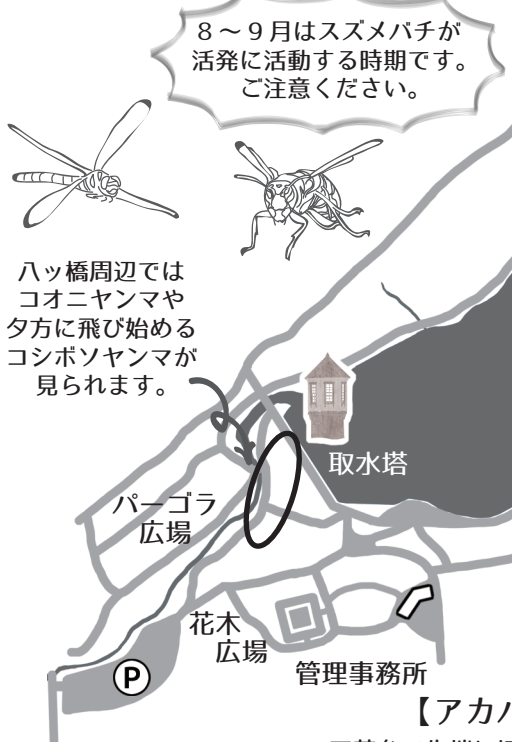 ８～９月はスズメバチが
活発に活動する時期です。
ご注意ください。
八ッ橋周辺では
コオニヤンマや
夕方に飛び始める
コシボソヤンマが
見られます。
取水塔
パーゴラ
広場
花木
広場
管理事務所
P
【アカハ